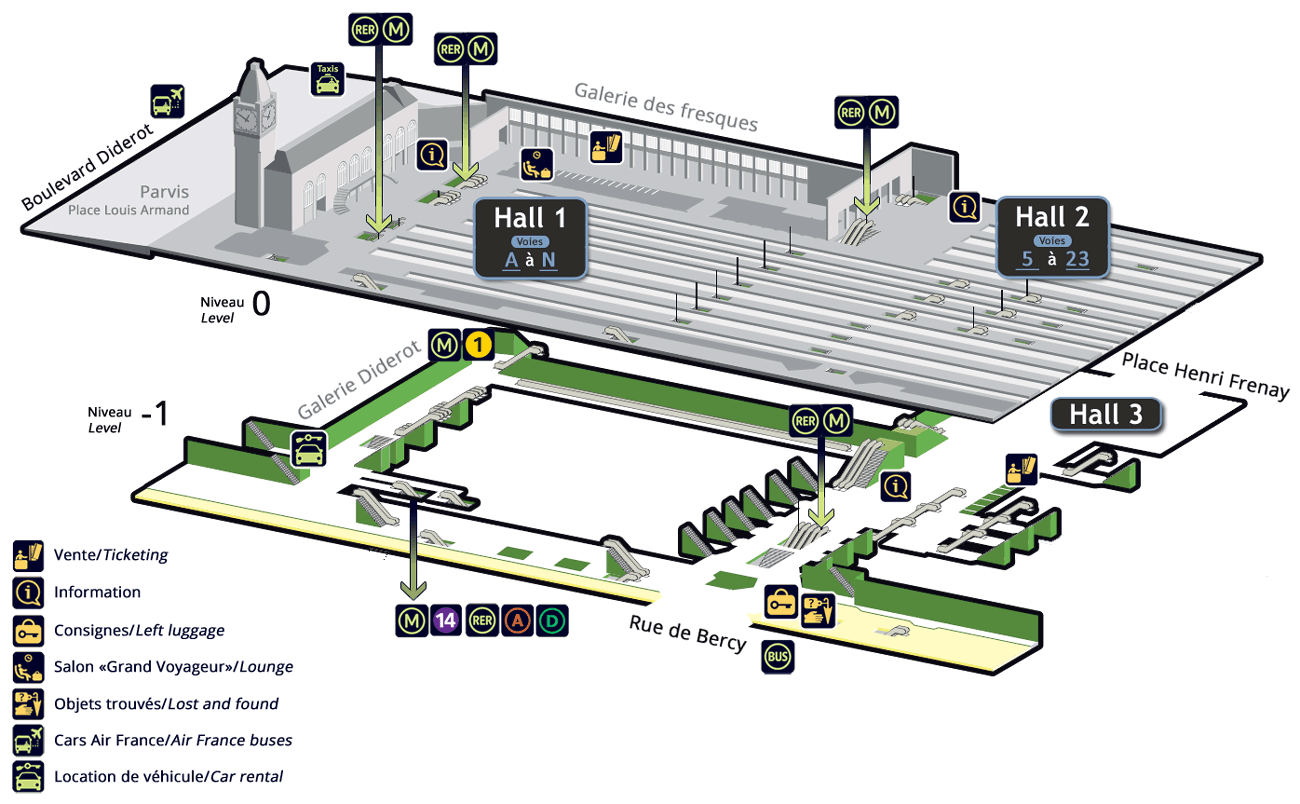 RER M
RER M
Taxis
Galerie des fresques
RER M
Boulevard Diderot
Parvis
Place Louis Armand
i
i
Hall 1
Voies
A à N
Hall 2
Voies
5 à 23
Niveau
Level
0
Place Henri Frenay
M 1
Galerie Diderot
Niveau
Level
-1
Hall 3
RER M
i
M 14 RER A D
Rue de Bercy
?
BUS
Vente/Ticketing
i Information
Consignes/Left luggage
Salon «Grand Voyageur»/Lounge
? Objets trouvés/Lost and found
Cars Air France/Air France buses
Location de véhicule/Car rental